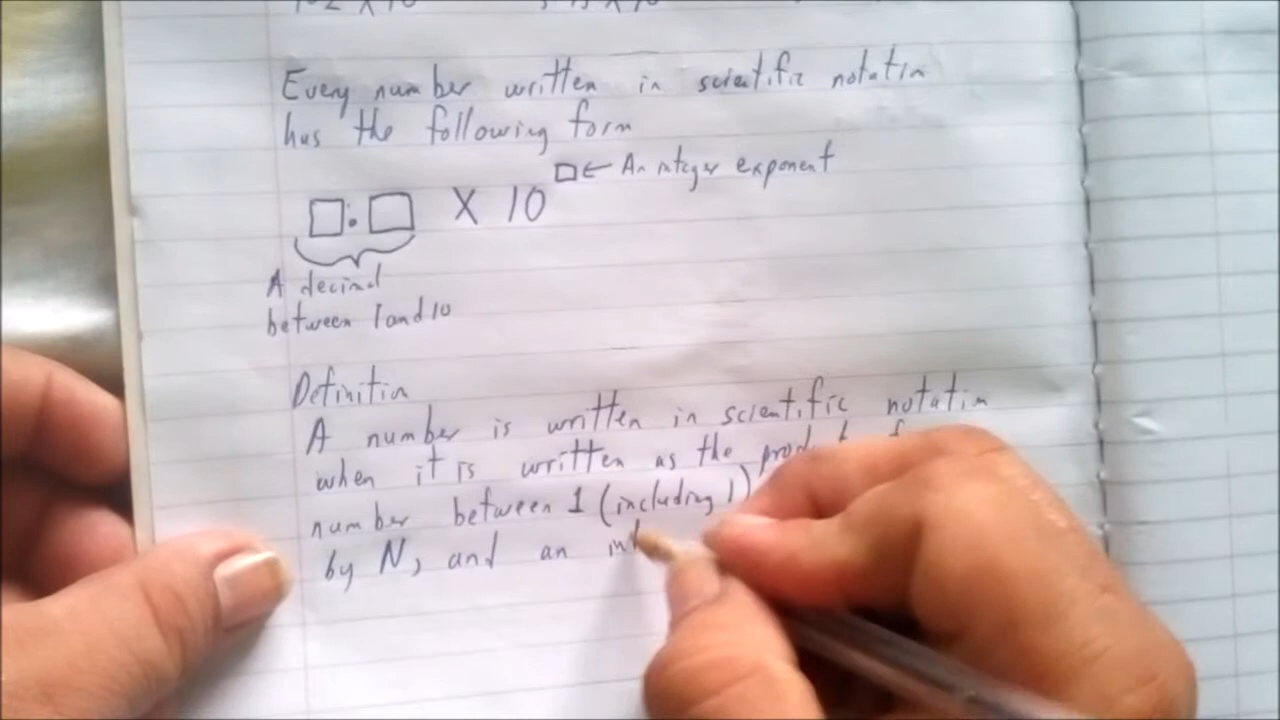 Every number written in scientific notation
has the following form
□.□ X 10 □ ← An integer exponent
A decimal
between 1 and 10
Definition
A number is written in scientific notation
when it is written as the
number between 1 (including 1)
by N, and an